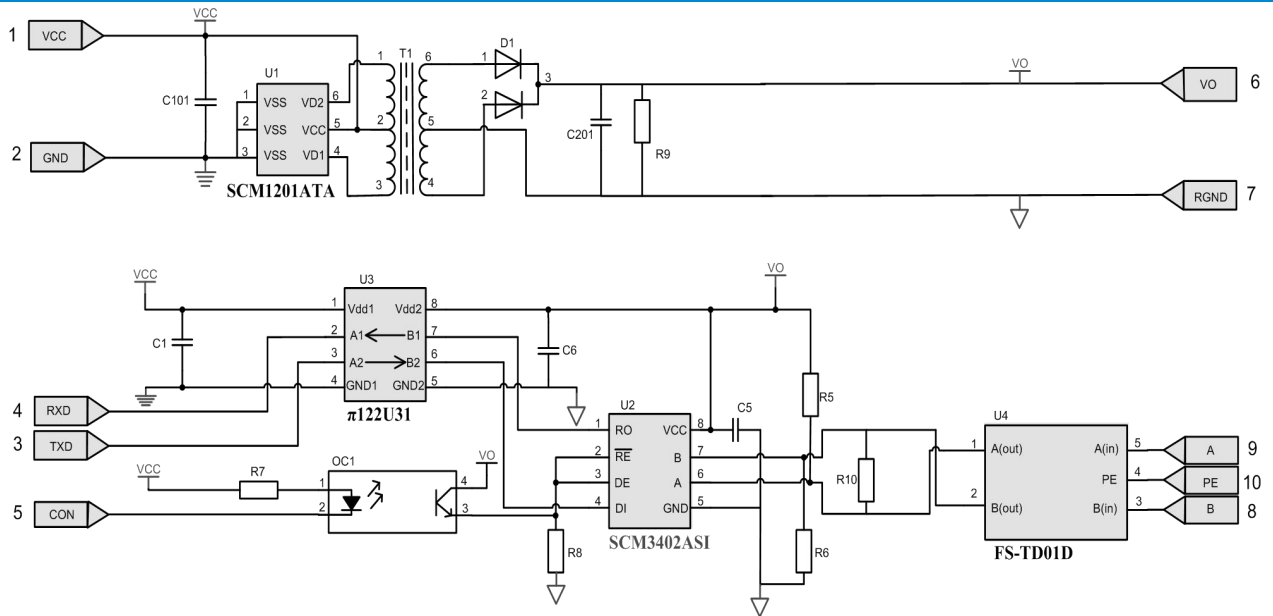 VCC
1 VCC
C101
U1
1 VSS VD2 6
2 VSS VCC 5
3 VSS VD1 4
SCM1201ATA
2 GND
T1
1 6
2 5
3 4
D1
1
2
3
C201
R9
VO
VO 6
RGND 7
VCC
C1
U3
1 Vdd1 Vdd2 8
2 A1 B1 7
3 A2 B2 6
4 GND1 GND2 5
π122U31
C6
VO
4 RXD
3 TXD
5 CON
VCC
R7
OC1
1
2
4
3
VO
R8
U2
1 RO VCC 8
2 RE B 7
3 DE A 6
4 DI GND 5
SCM3402ASI
C5
R5
R6
R10
U4
1 A(out) A(in) 5
PE 4
2 B(out) B(in) 3
FS-TD01D
A 9
PE 10
B 8